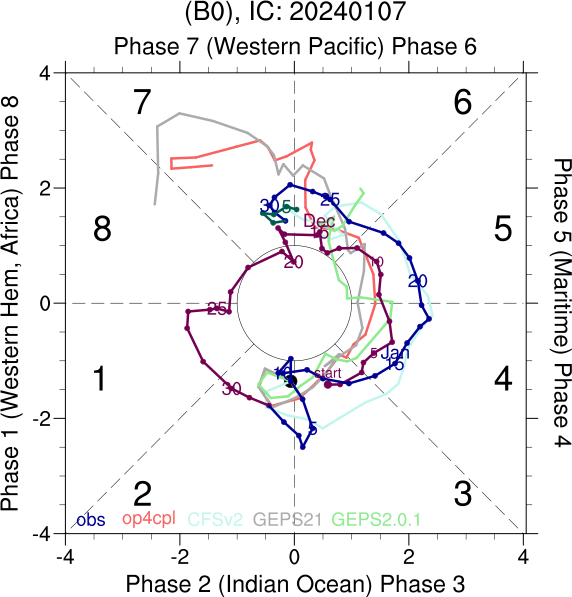 (B0), IC: 20240107
Phase 7 (Western Pacific) Phase 6
4
2
0
-2
-4
-4
-2
0
2
4
Phase 1 (Western Hem, Africa) Phase 8
Phase 5 (Maritime) Phase 4
Phase 2 (Indian Ocean) Phase 3
7
6
8
5
1
4
2
3
30
5
25
Dec
15
20
10
20
25
5
Jan
15
start
30
5
obs
op4cpl
CFSv2
GEPS21
GEPS2.0.1